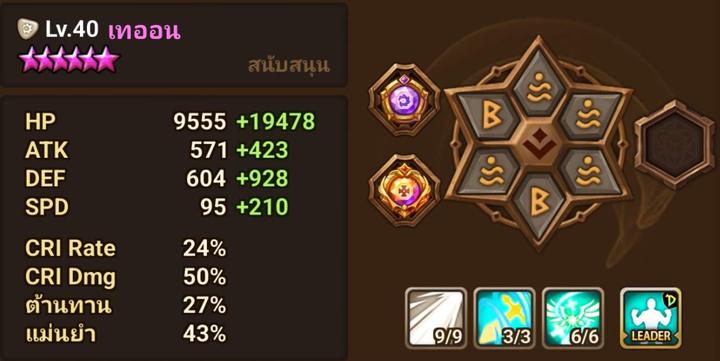 Lv.40 เทออน
สนับสนุน
HP 9555 +19478
ATK 571 +423
DEF 604 +928
SPD 95 +210
CRI Rate 24%
CRI Dmg 50%
ต้านทาน 27%
แม่นยำ 43%
9/9 3/3 6/6 D LEADER